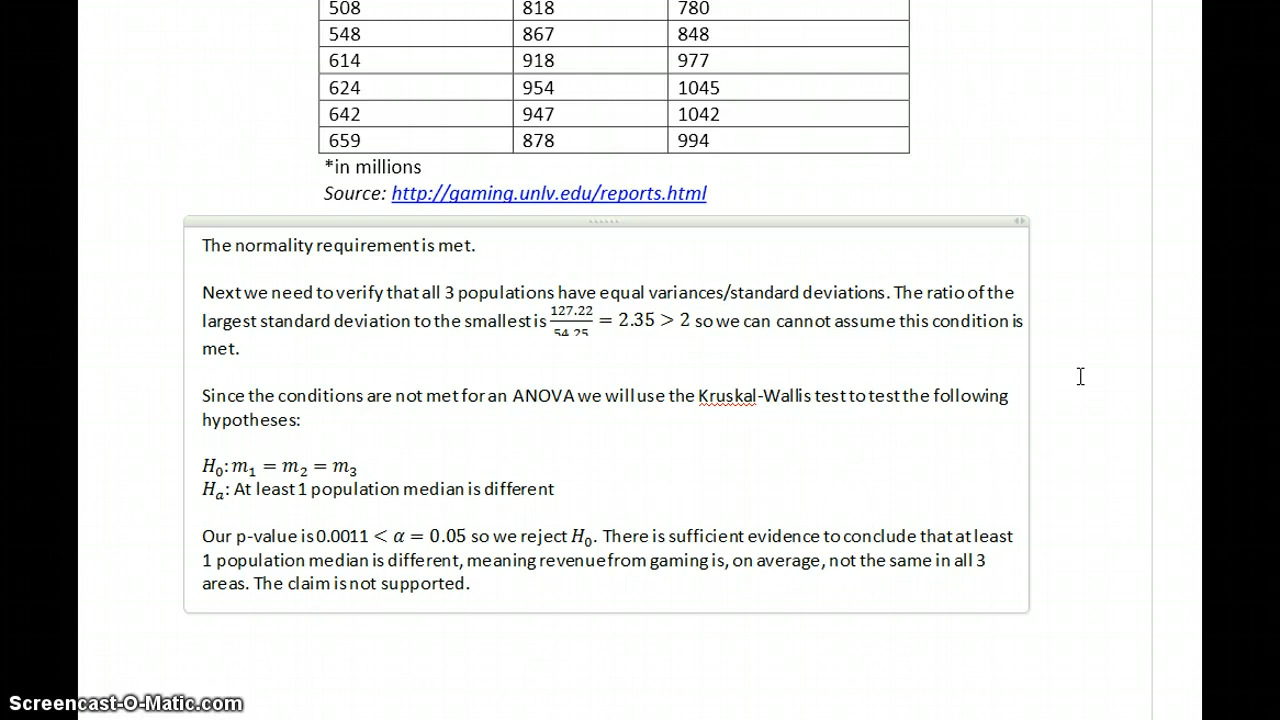 508 818 780
548 867 848
614 918 977
624 954 1045
642 947 1042
659 878 994
*in millions
Source: http://gaming.unlv.edu/reports.html
The normality requirement is met.
Next we need to verify that all 3 populations have equal variances/standard deviations. The ratio of the
largest standard deviation to the smallest is 127.22/54.25 = 2.35 > 2 so we can cannot assume this condition is
met.
Since the conditions are not met for an ANOVA we will use the Kruskal-Wallis test to test the following
hypotheses:
H₀: m₁ = m₂ = m₃
Hₐ: At least 1 population median is different
Our p-value is 0.0011 < α = 0.05 so we reject H₀. There is sufficient evidence to conclude that at least
1 population median is different, meaning revenue from gaming is, on average, not the same in all 3
areas. The claim is not supported.
Screencast-O-Matic.com